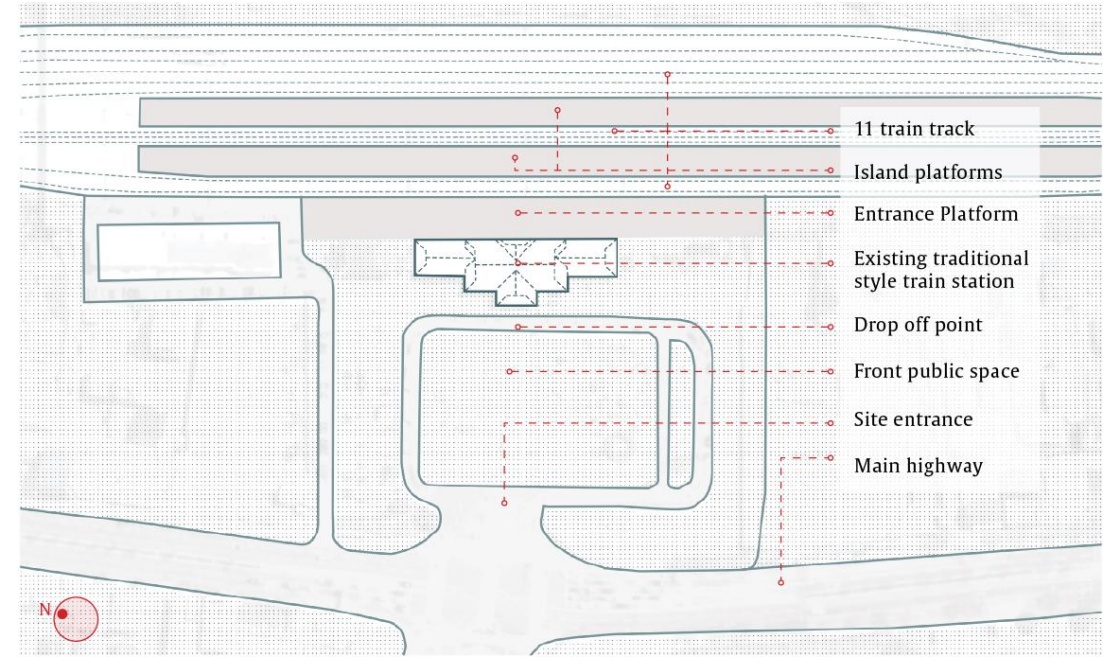 11 train track
Island platforms
Entrance Platform
Existing traditional
style train station
Drop off point
Front public space
Site entrance
Main highway
N